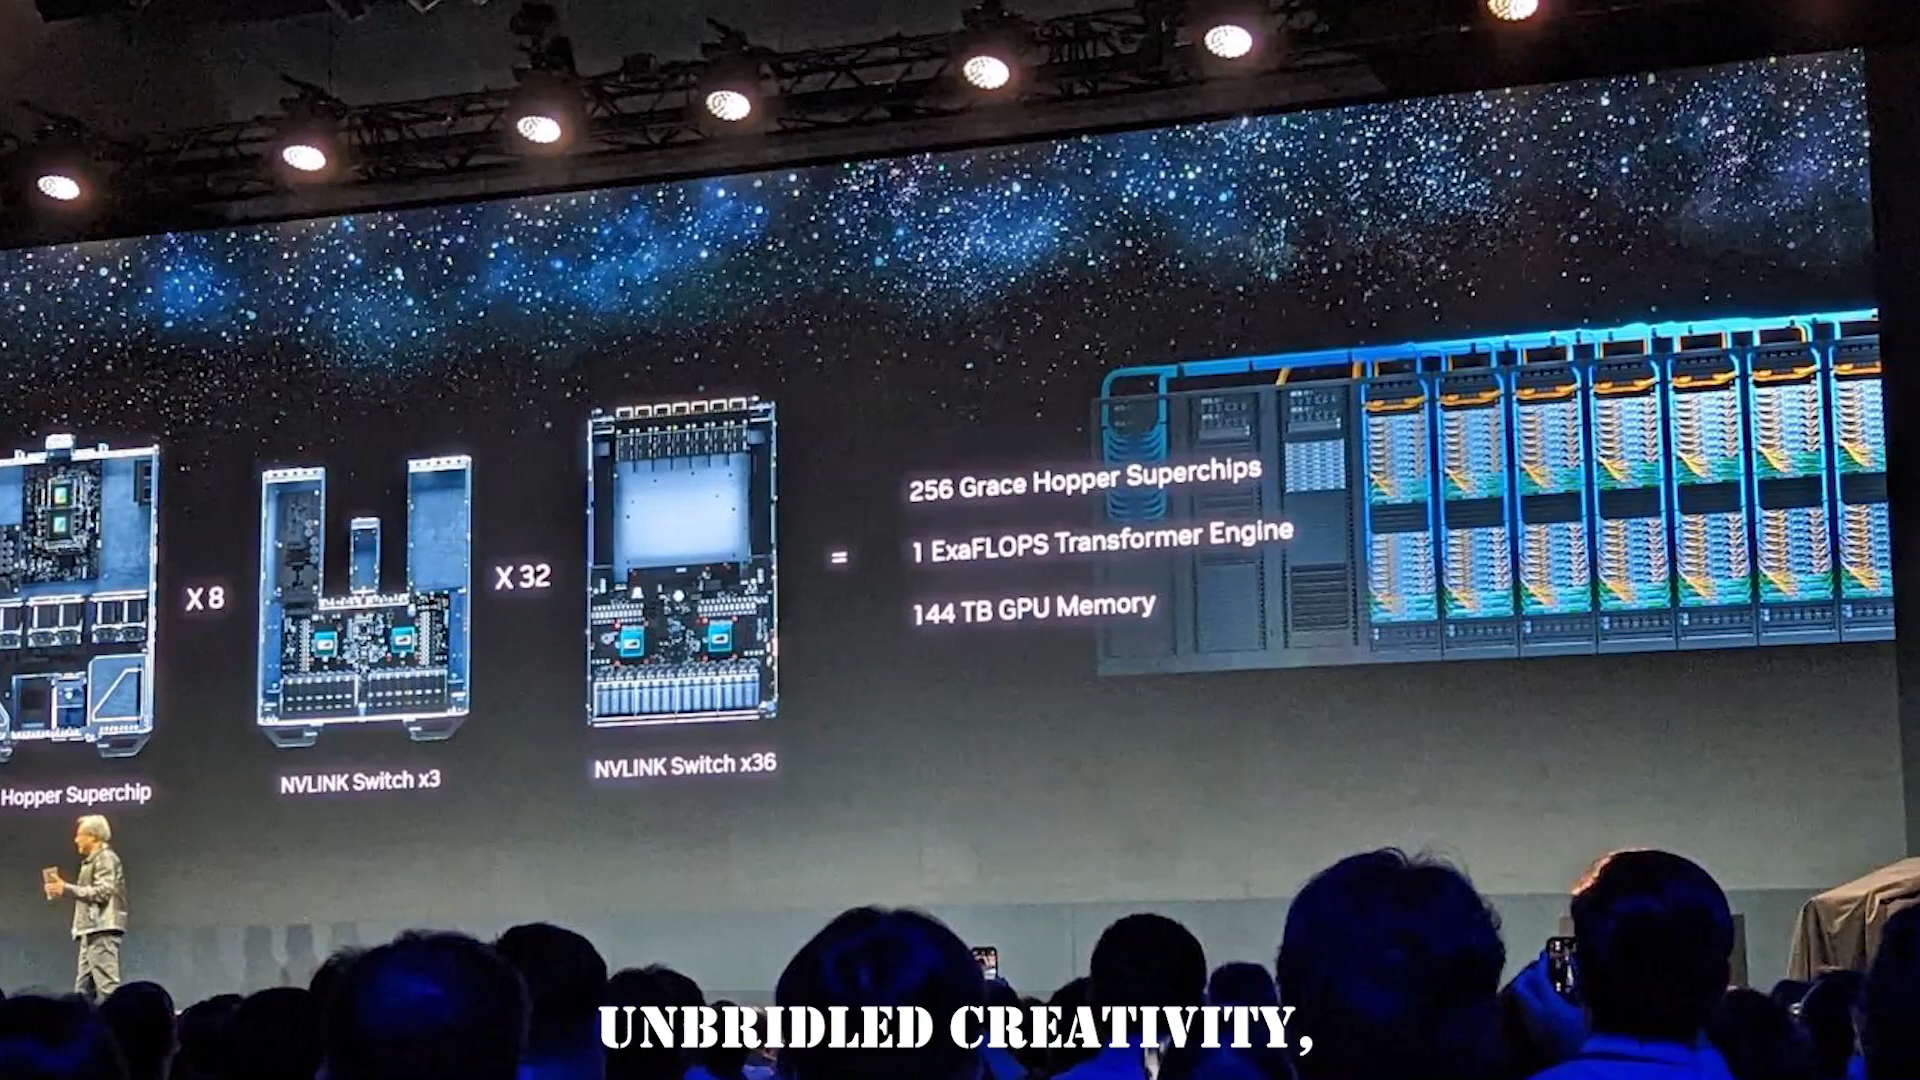 X 8
X 32
=
256 Grace Hopper Superchips
1 ExaFLOPS Transformer Engine
144 TB GPU Memory
Hopper Superchip
NVLINK Switch x3
NVLINK Switch x36
UNBRIDLED CREATIVITY,